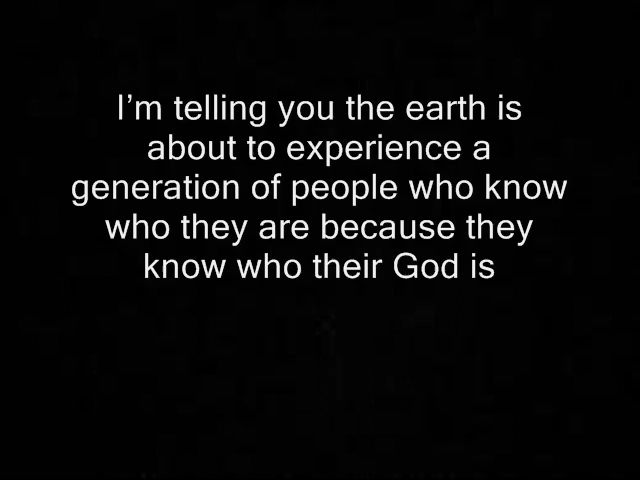 I’m telling you the earth is
about to experience a
generation of people who know
who they are because they
know who their God is